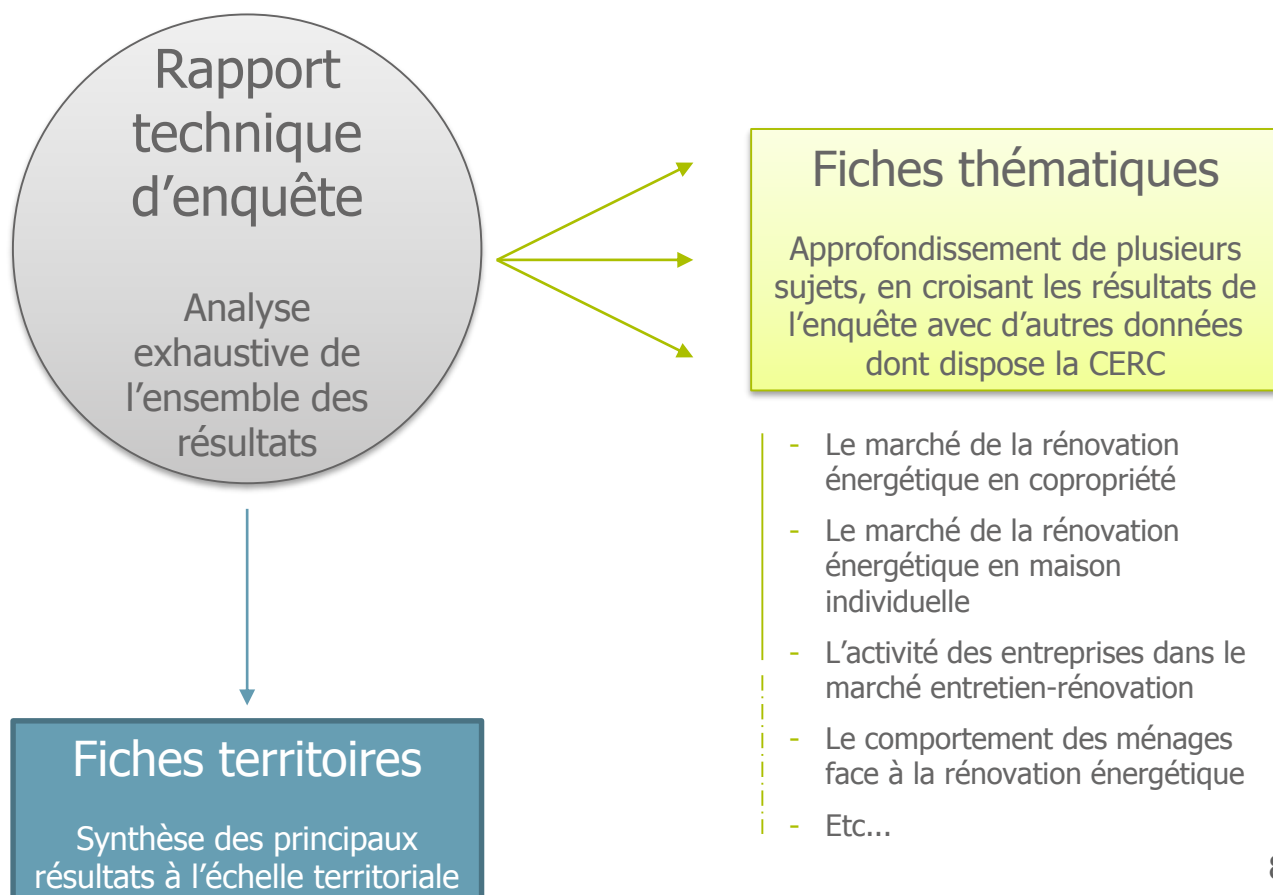 Rapport
technique
d’enquête
Analyse
exhaustive de
l’ensemble des
résultats
Fiches thématiques
Approfondissement de plusieurs
sujets, en croisant les résultats de
l’enquête avec d’autres données
dont dispose la CERC
- Le marché de la rénovation
énergétique en copropriété
- Le marché de la rénovation
énergétique en maison
individuelle
- L’activité des entreprises dans le
marché entretien-rénovation
- Le comportement des ménages
face à la rénovation énergétique
- Etc...
Fiches territoires
Synthèse des principaux
résultats à l’échelle territoriale
8